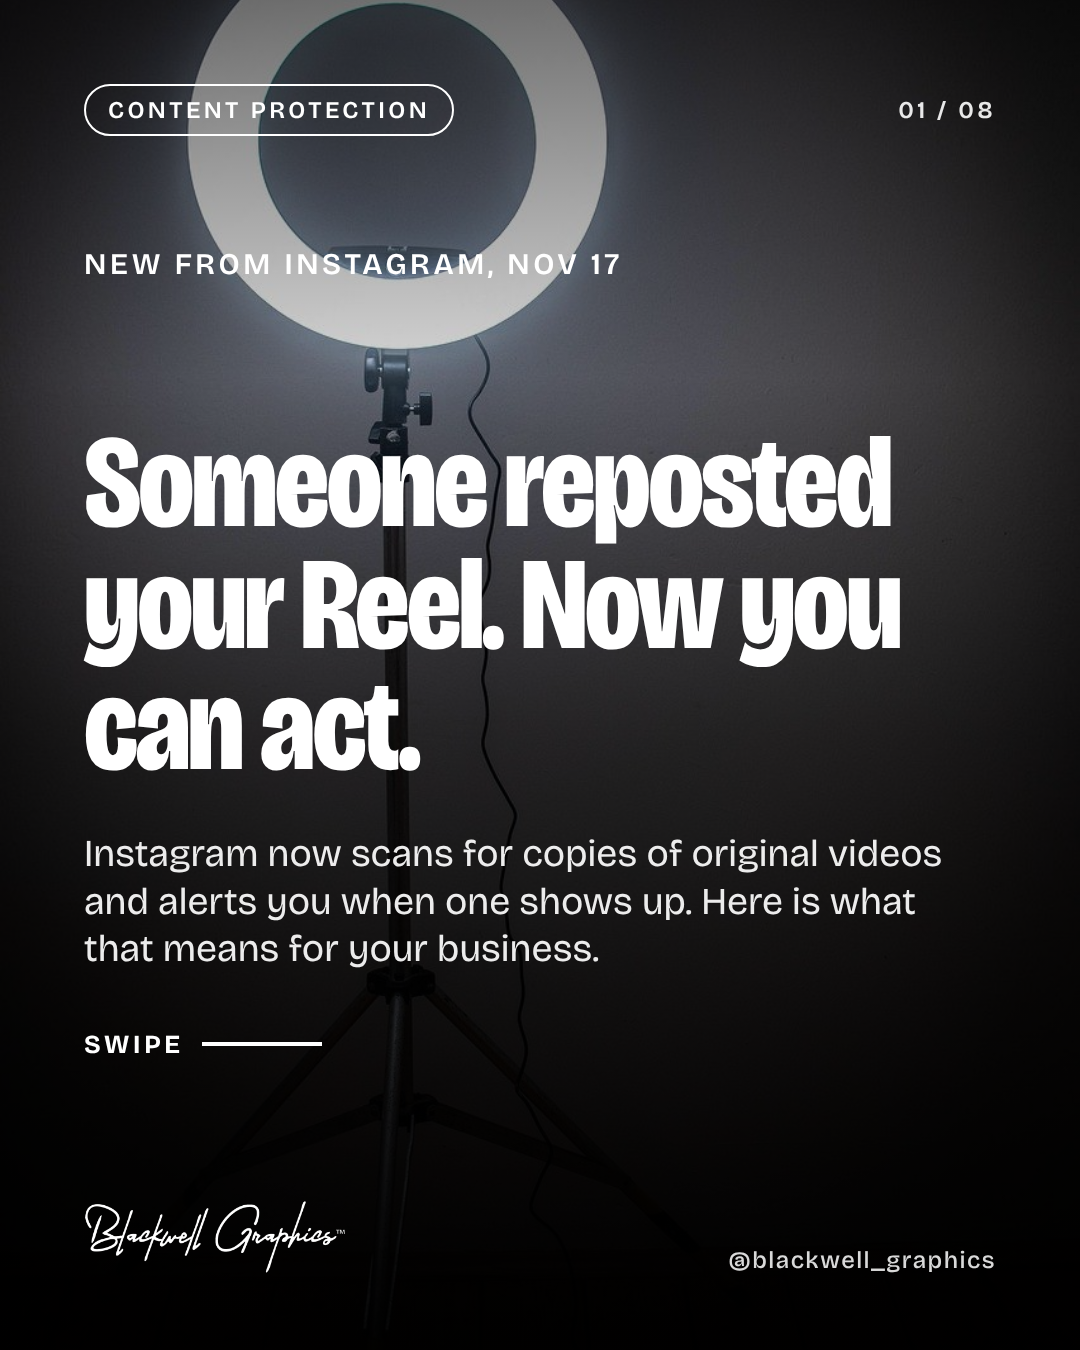 CONTENT PROTECTION
01 / 08
NEW FROM INSTAGRAM, NOV 17
Someone reposted
your Reel. Now you
can act.
Instagram now scans for copies of original videos
and alerts you when one shows up. Here is what
that means for your business.
SWIPE
Blackwell Graphics™
@blackwell_graphics